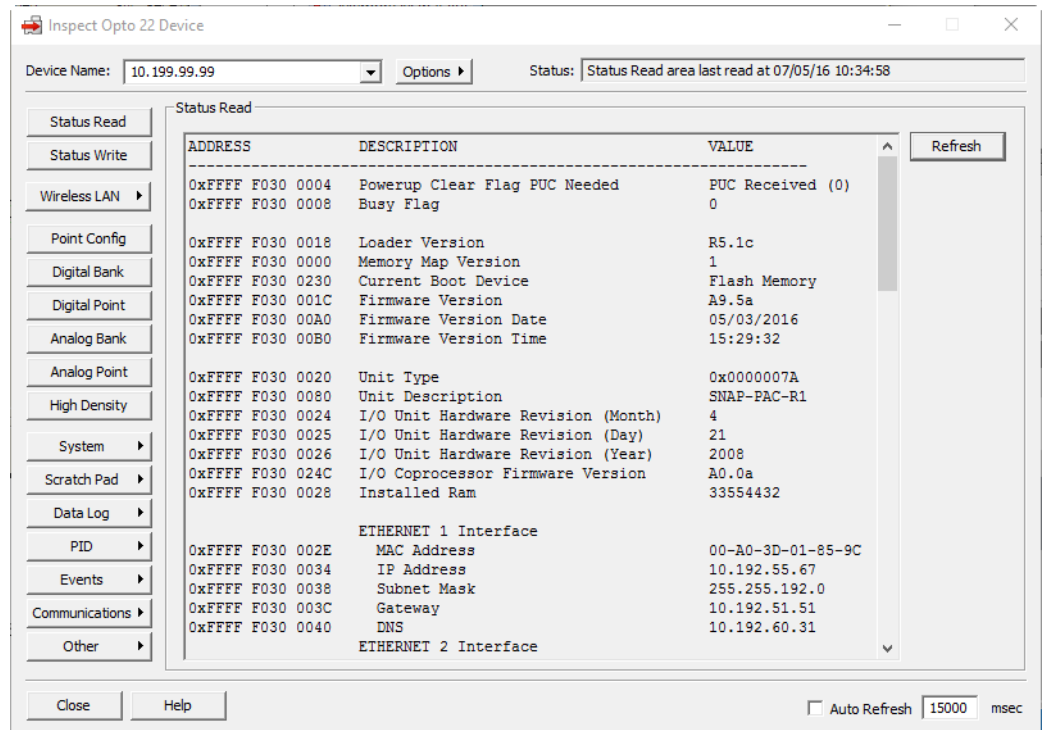 Inspect Opto 22 Device
Device Name: 10.199.99.99 Options Status: Status Read area last read at 07/05/16 10:34:58
Status Read
Status Write
Wireless LAN
Point Config
Digital Bank
Digital Point
Analog Bank
Analog Point
High Density
System
Scratch Pad
Data Log
PID
Events
Communications
Other
Status Read
Refresh
ADDRESS DESCRIPTION VALUE
--------------------------------------------------------------------------
0xFFFF F030 0004 Powerup Clear Flag PUC Needed PUC Received (0)
0xFFFF F030 0008 Busy Flag 0
0xFFFF F030 0018 Loader Version R5.1c
0xFFFF F030 0000 Memory Map Version 1
0xFFFF F030 0230 Current Boot Device Flash Memory
0xFFFF F030 001C Firmware Version A9.5a
0xFFFF F030 00A0 Firmware Version Date 05/03/2016
0xFFFF F030 00B0 Firmware Version Time 15:29:32
0xFFFF F030 0020 Unit Type 0x0000007A
0xFFFF F030 0080 Unit Description SNAP-PAC-R1
0xFFFF F030 0024 I/O Unit Hardware Revision (Month) 4
0xFFFF F030 0025 I/O Unit Hardware Revision (Day) 21
0xFFFF F030 0026 I/O Unit Hardware Revision (Year) 2008
0xFFFF F030 024C I/O Coprocessor Firmware Version A0.0a
0xFFFF F030 0028 Installed Ram 33554432
ETHERNET 1 Interface
0xFFFF F030 002E MAC Address 00-A0-3D-01-85-9C
0xFFFF F030 0034 IP Address 10.192.55.67
0xFFFF F030 0038 Subnet Mask 255.255.192.0
0xFFFF F030 003C Gateway 10.192.51.51
0xFFFF F030 0040 DNS 10.192.60.31
ETHERNET 2 Interface
Close Help Auto Refresh 15000 msec